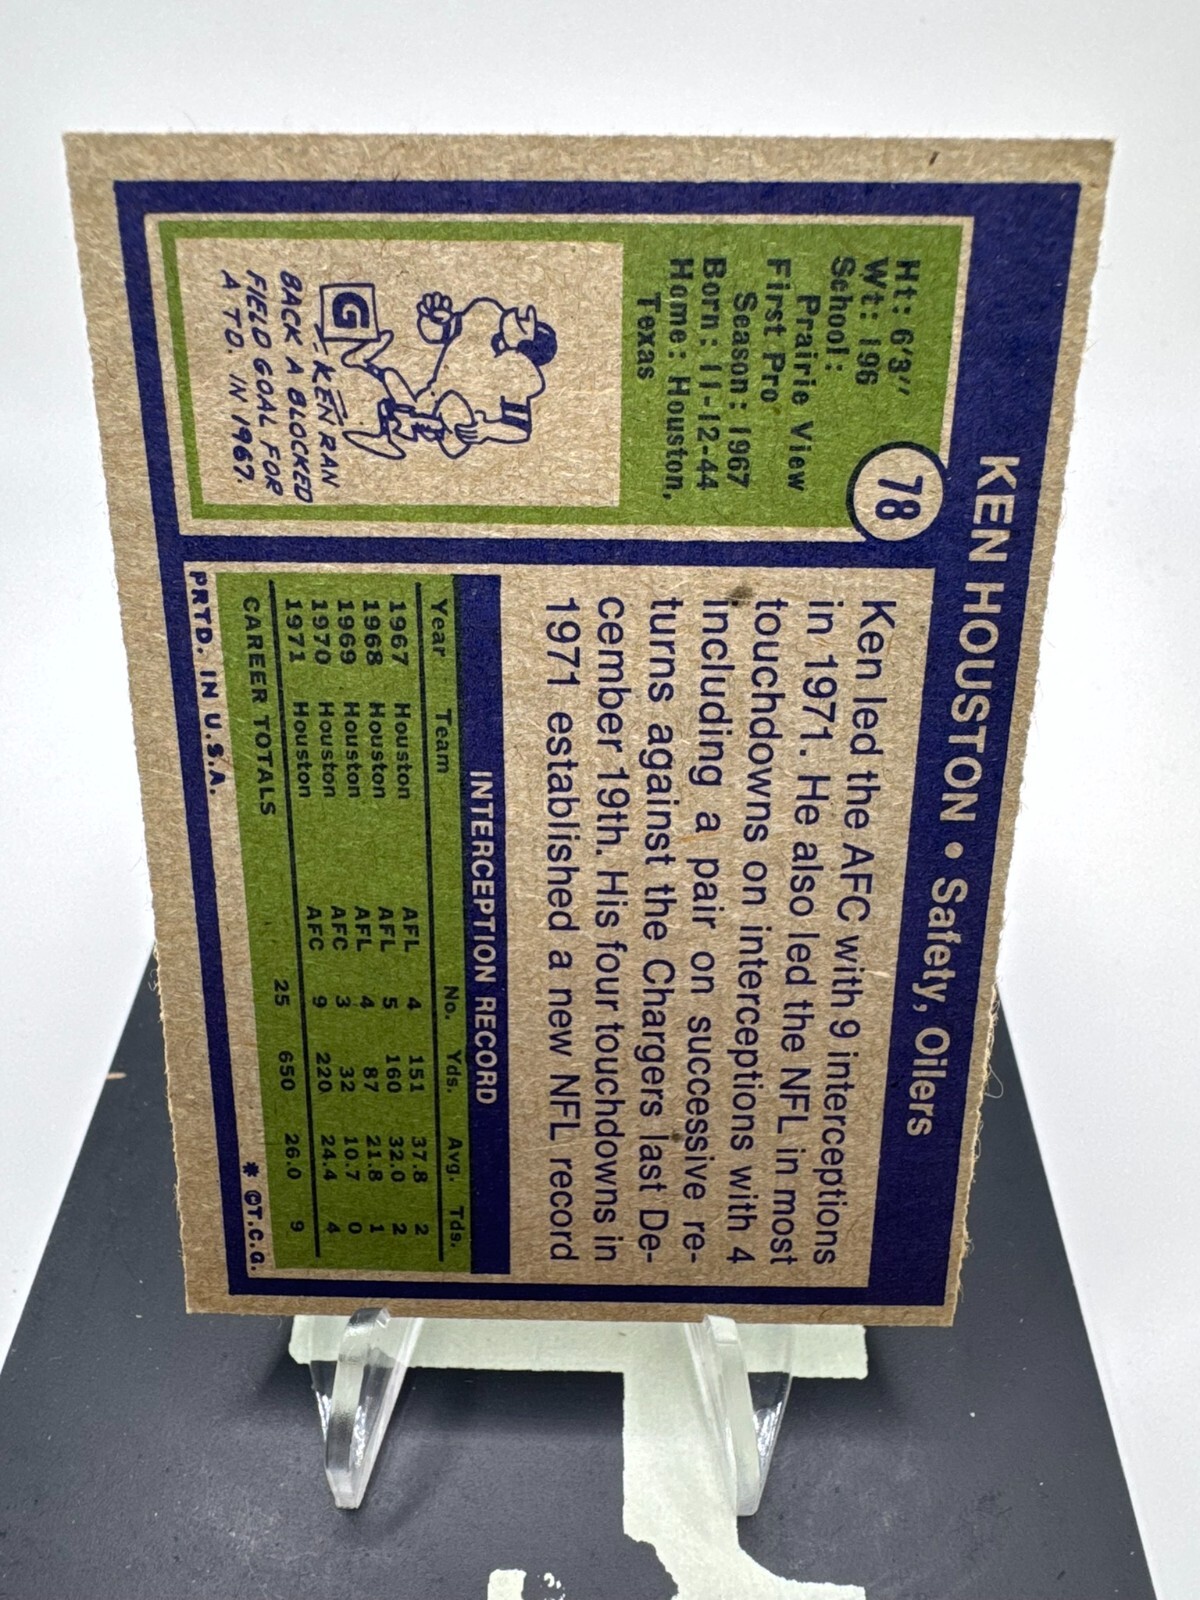 KEN HOUSTON • Safety, Oilers
78
Ht: 6'3"
Wt: 196
School:
Prairie View
First Pro
Season: 1967
Born: 11-12-44
Home: Houston,
Texas
G
-KEN RAN
BACK A BLOCKED
FIELD GOAL FOR
A TD. IN 1967.
Ken led the AFC with 9 interceptions
in 1971. He also led the NFL in most
touchdowns on interceptions with 4
including a pair on successive re-
turns against the Chargers last De-
cember 19th. His four touchdowns in
1971 established a new NFL record
INTERCEPTION RECORD
Year Team No. Yds. Avg. Tds.
1967 Houston AFL 4 151 37.8 2
1968 Houston AFL 5 160 32.0 2
1969 Houston AFL 4 87 21.8 1
1970 Houston AFC 3 32 10.7 0
1971 Houston AFC 9 220 24.4 4
CAREER TOTALS 25 650 26.0 9
PRTD. IN U.S.A. * ©T.C.G.